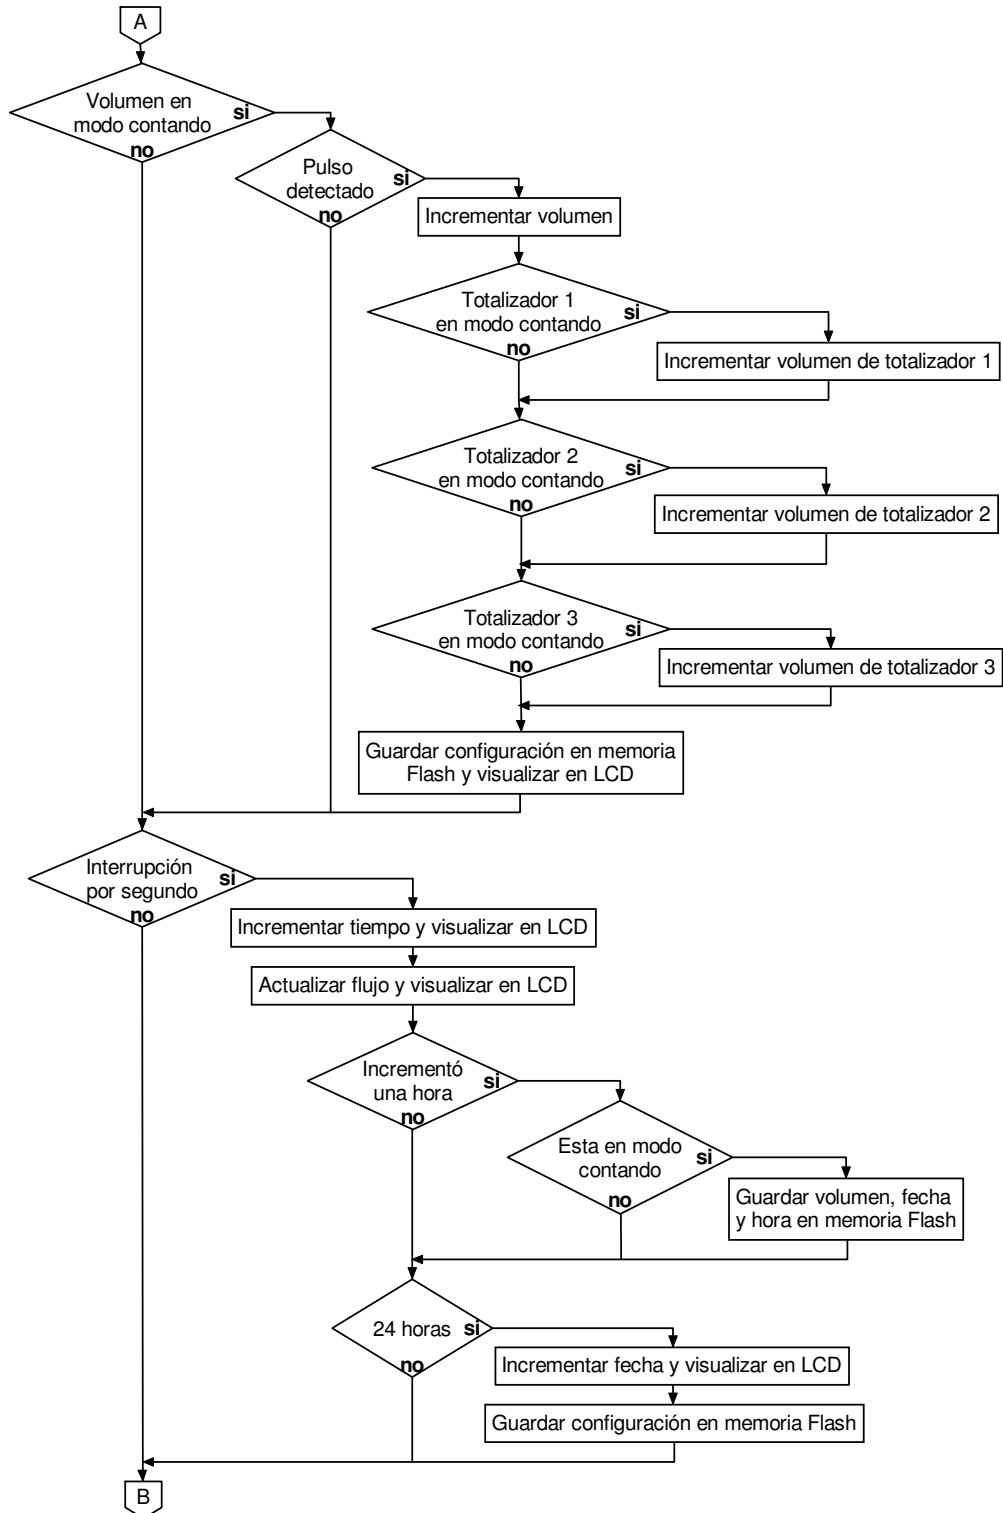 A
Volumen en
modo contando
si
no
Pulso
detectado
si
no
Incrementar volumen
Totalizador 1
en modo contando
si
no
Incrementar volumen de totalizador 1
Totalizador 2
en modo contando
si
no
Incrementar volumen de totalizador 2
Totalizador 3
en modo contando
si
no
Incrementar volumen de totalizador 3
Guardar configuración en memoria
Flash y visualizar en LCD
Interrupción
por segundo
si
no
Incrementar tiempo y visualizar en LCD
Actualizar flujo y visualizar en LCD
Incrementó
una hora
si
no
Esta en modo
contando
si
no
Guardar volumen, fecha
y hora en memoria Flash
24 horas
si
no
Incrementar fecha y visualizar en LCD
Guardar configuración en memoria Flash
B